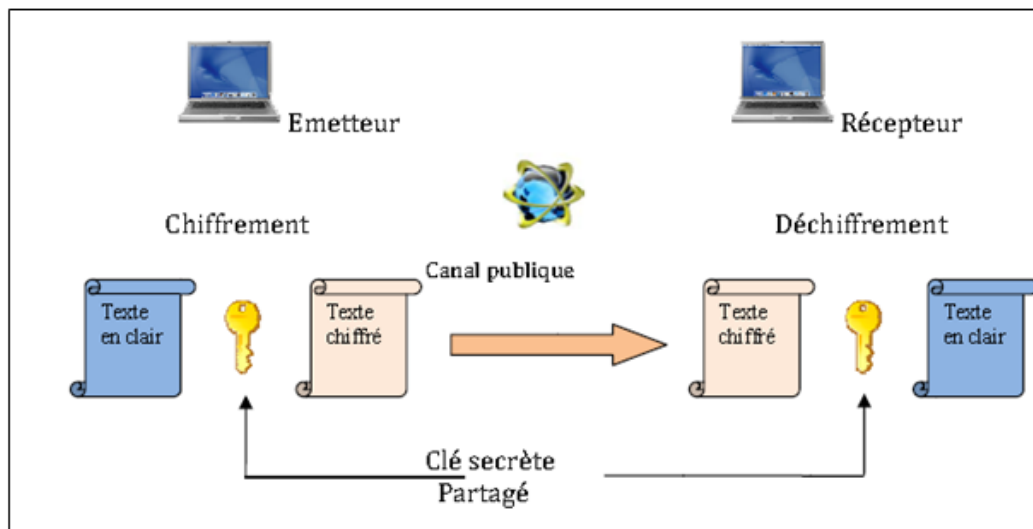 Emetteur
Récepteur
Chiffrement
Déchiffrement
Canal publique
Texte
en clair
Texte
chiffré
Texte
chiffré
Texte
en clair
Clé secrète
Partagé